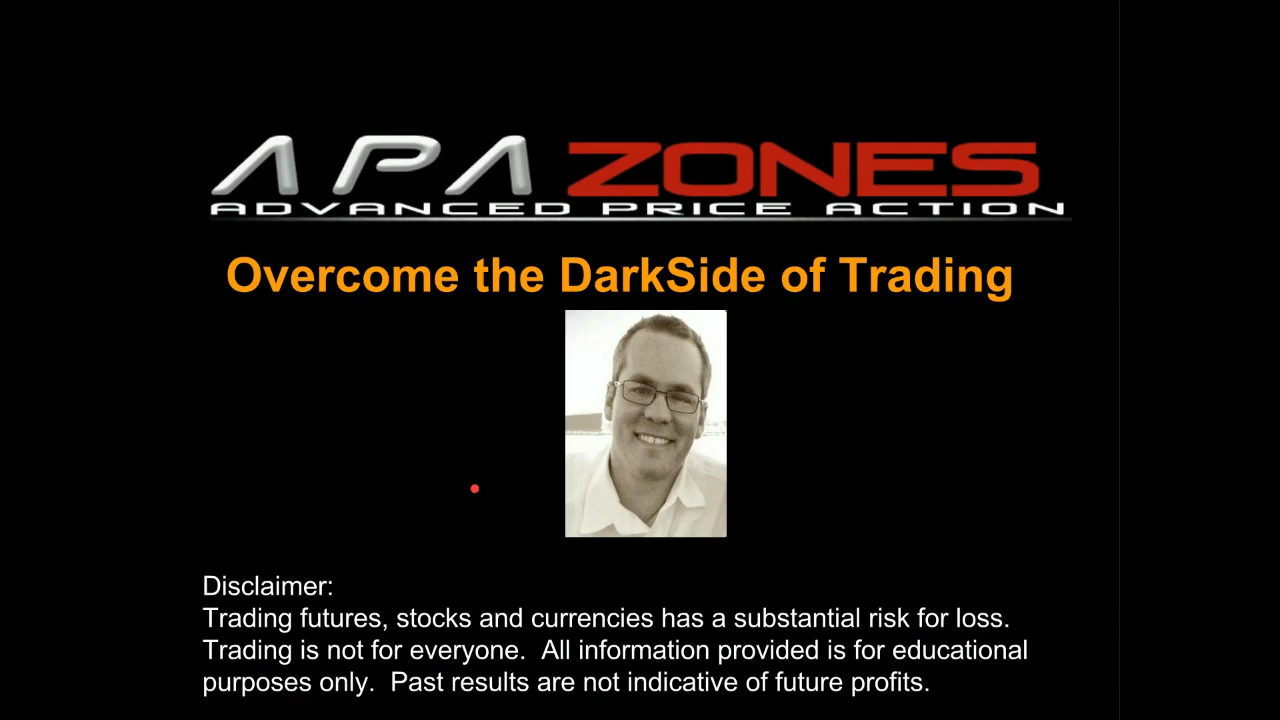 APA ZONES
ADVANCED PRICE ACTION
Overcome the DarkSide of Trading
Disclaimer:
Trading futures, stocks and currencies has a substantial risk for loss.
Trading is not for everyone.  All information provided is for educational
purposes only.  Past results are not indicative of future profits.